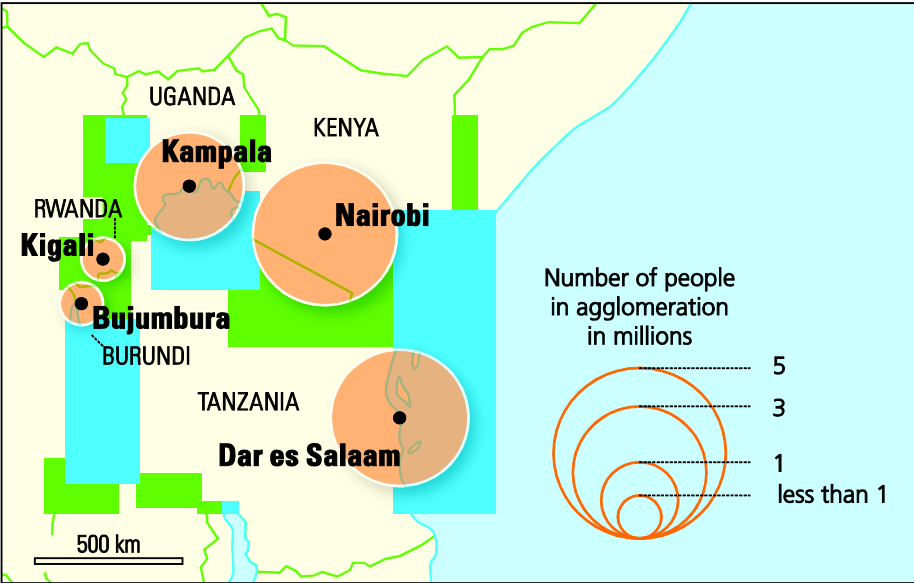 UGANDA
KENYA
Kampala
RWANDA
Nairobi
Kigali
Bujumbura
BURUNDI
TANZANIA
Dar es Salaam
500 km
Number of people
in agglomeration
in millions
5
3
1
less than 1